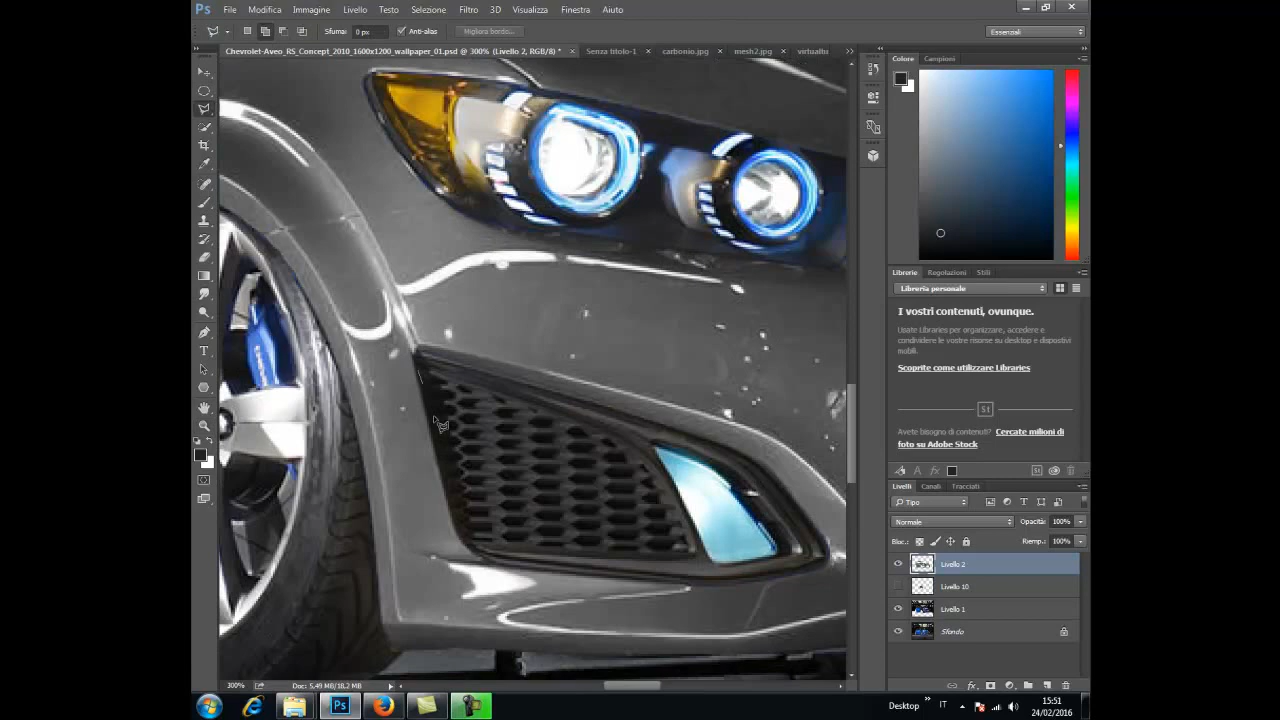 Ps File Modifica Immagine Livello Testo Selezione Filtro 3D Visualizza Finestra Aiuto
Sfuma: 0 px Anti-alias Migliora bordo... Essenziali
Chevrolet-Aveo_RS_Concept_2010_1600x1200_wallpaper_01.psd @ 300% (Livello 2, RGB/8) * Senza titolo-1 carbonio.jpg mesh2.jpg
Colore Campioni
Librerie Regolazioni Stili
Libreria personale
I vostri contenuti, ovunque.
Usate Libraries per organizzare, accedere e
condividere le vostre risorse su desktop e dispositivi
mobili.
Scoprite come utilizzare Libraries
St
Avete bisogno di contenuti? Cercate milioni di
foto su Adobe Stock
Livelli Canali Tracciati
Tipo
Normale Opacità: 100%
Bloc.: Riemp.: 100%
Livello 2
Livello 10
Livello 1
Sfondo
300% Doc: 5,49 MB/18,2 MB
Ps Desktop IT 15:51
24/02/2016